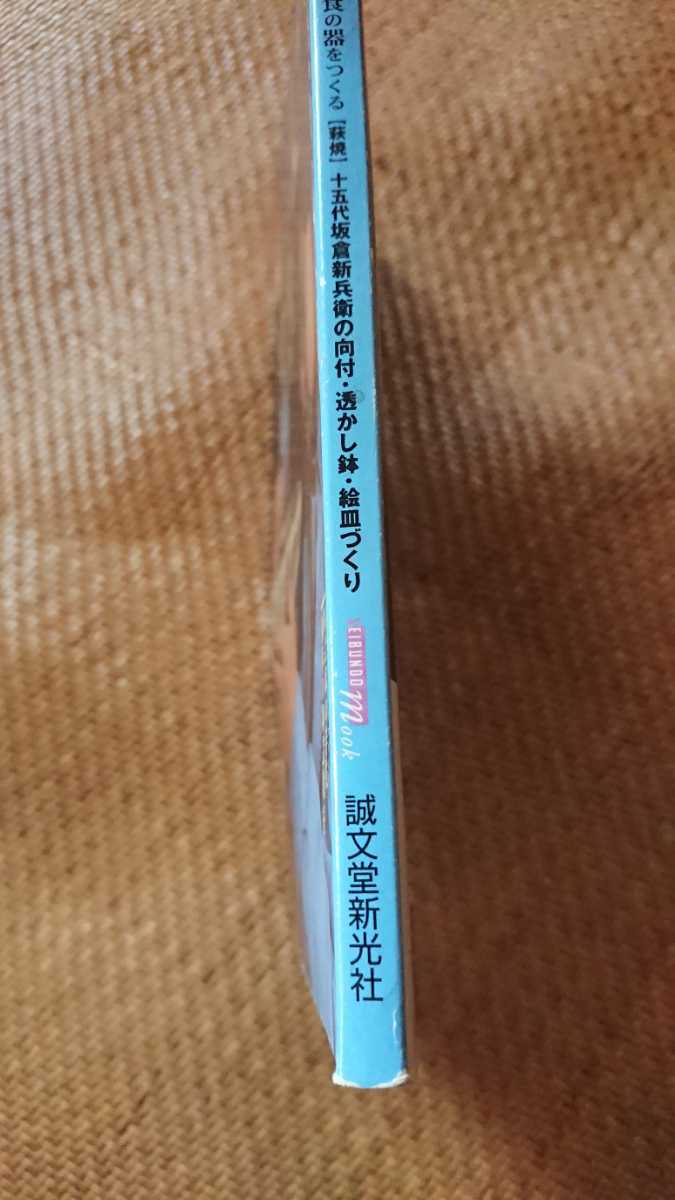 食の器をつくる【萩焼】十五代坂倉新兵衛の向付・透かし鉢・絵皿づくり
SEIBUNDO mook
誠文堂新光社